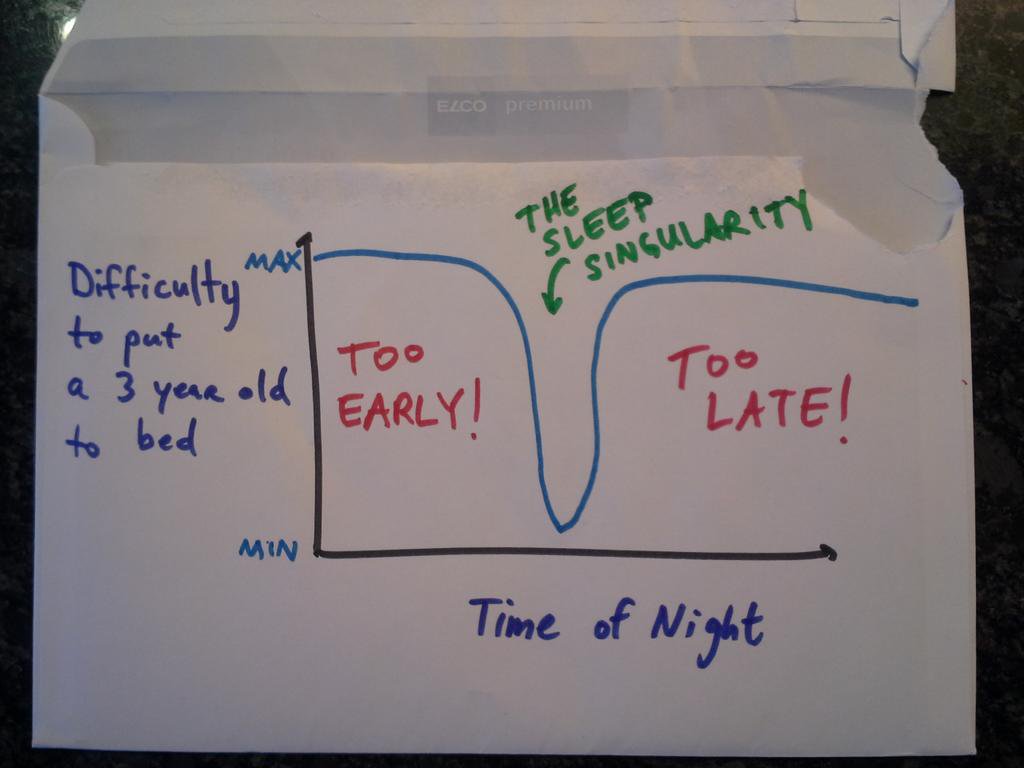 ELCO premium
THE
SLEEP
SINGULARITY
MAX
Difficulty
to put
a 3 year old
to bed
TOO
EARLY!
TOO
LATE!
MIN
Time of Night